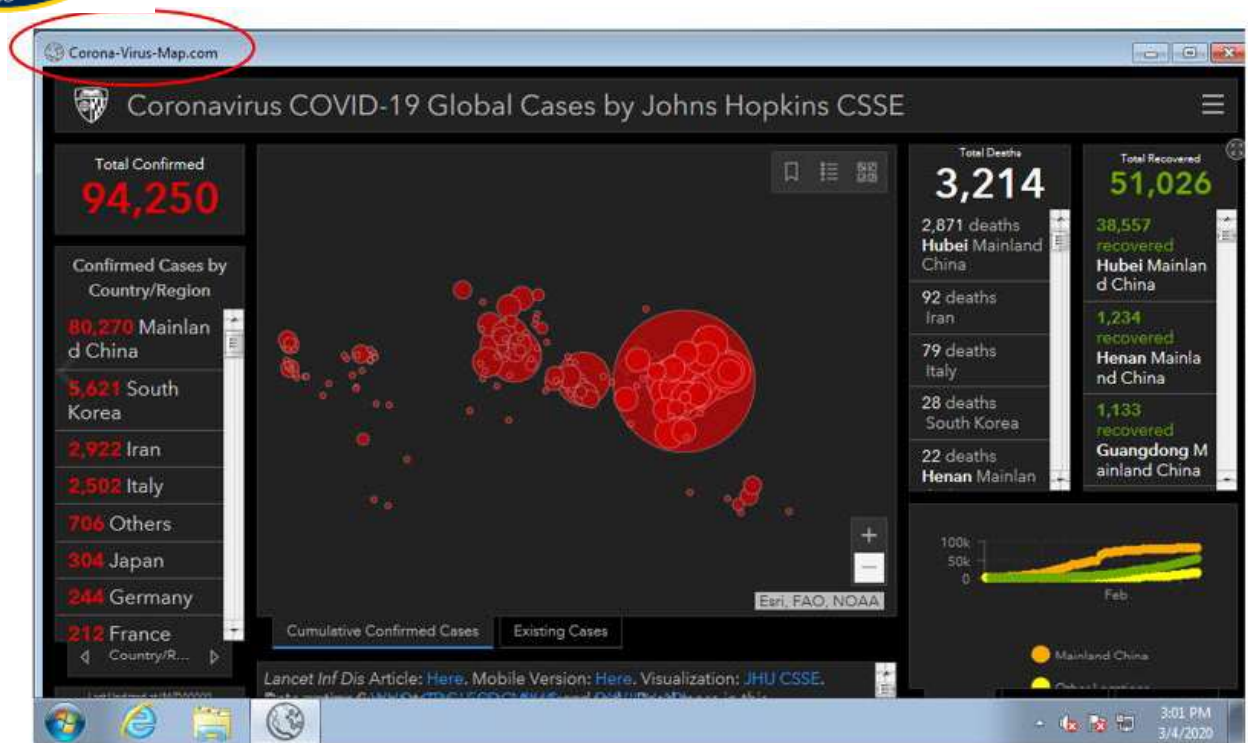 Corona-Virus-Map.com
Coronavirus COVID-19 Global Cases by Johns Hopkins CSSE
Total Confirmed
94,250
Confirmed Cases by
Country/Region
80,270 Mainlan
d China
5,621 South
Korea
2,922 Iran
2,502 Italy
706 Others
304 Japan
244 Germany
212 France
Country/R...
Esri, FAO, NOAA
Cumulative Confirmed Cases
Existing Cases
Lancet Inf Dis Article: Here. Mobile Version: Here. Visualization: JHU CSSE.
Total Deaths
3,214
2,871 deaths
Hubei Mainland
China
92 deaths
Iran
79 deaths
Italy
28 deaths
South Korea
22 deaths
Henan Mainlan
Total Recovered
51,026
38,557
recovered
Hubei Mainlan
d China
1,234
recovered
Henan Mainla
nd China
1,133
recovered
Guangdong M
ainland China
100k
50k
0
Feb
Mainland China
3:01 PM
3/4/2020